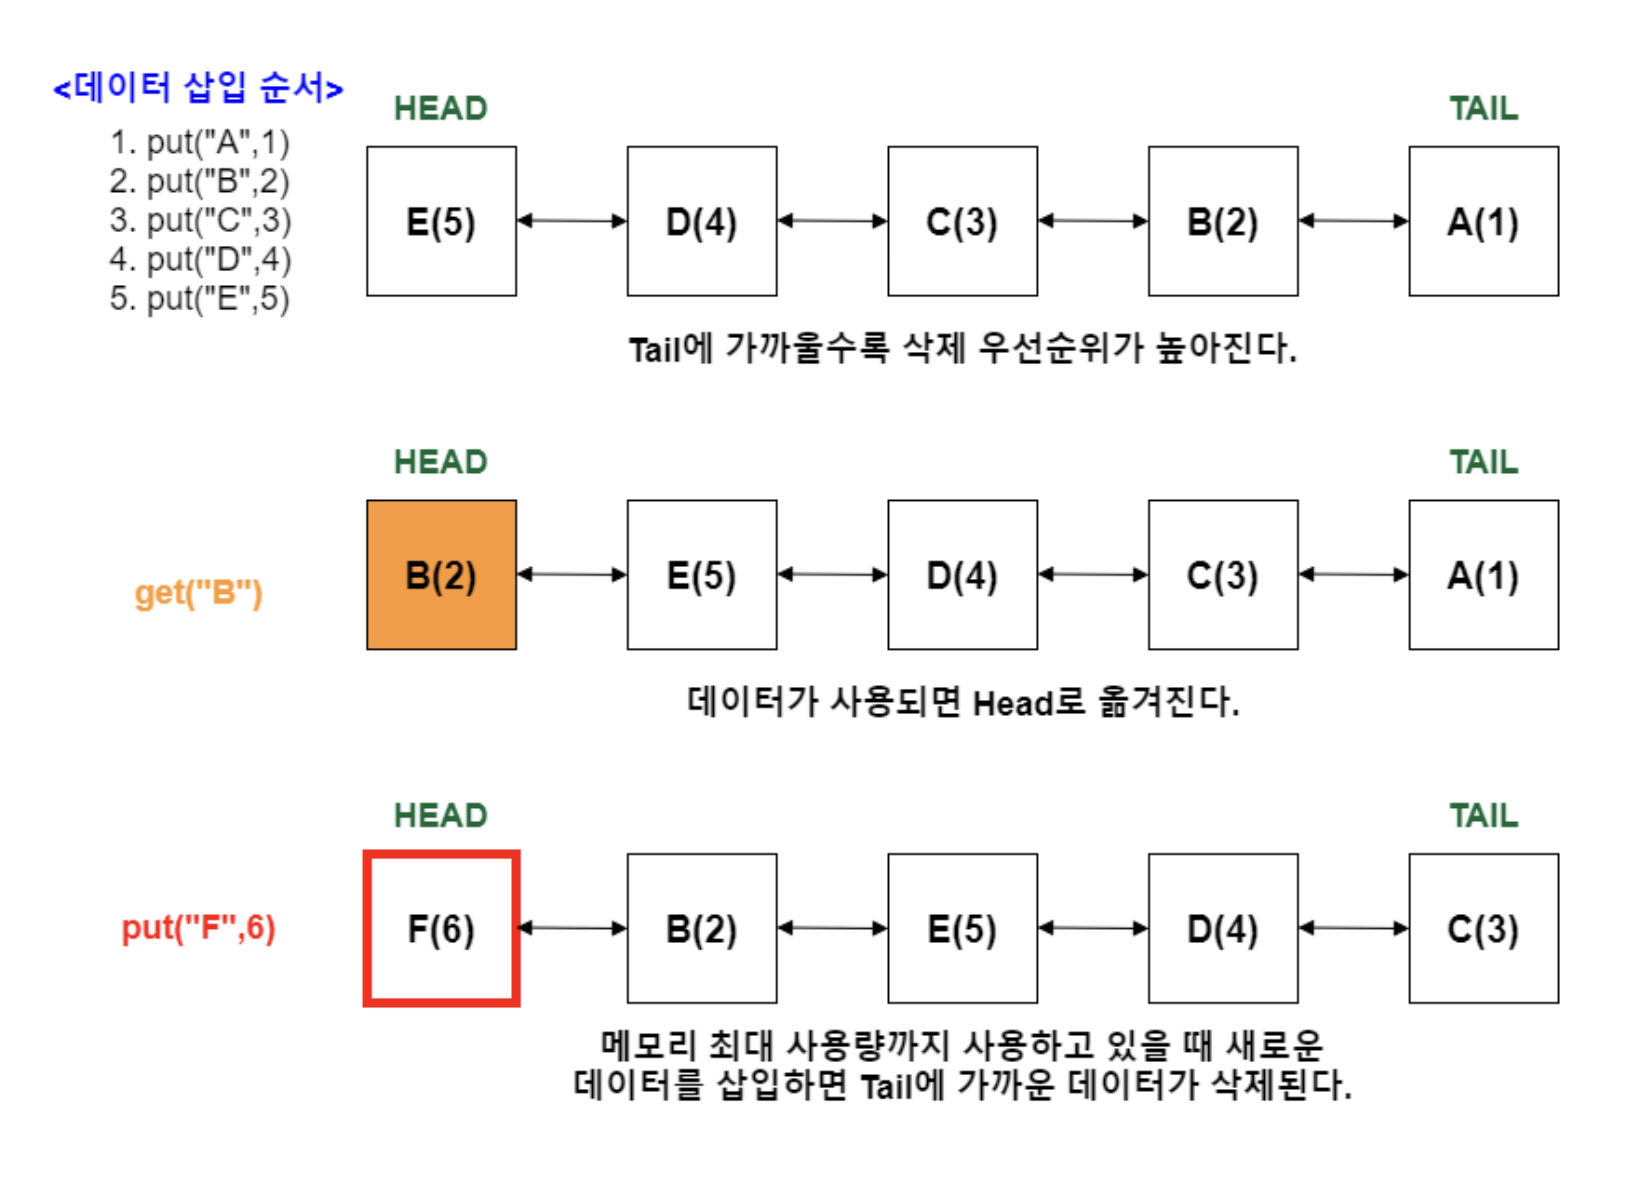 <데이터 삽입 순서>
1. put("A",1)
2. put("B",2)
3. put("C",3)
4. put("D",4)
5. put("E",5)
HEAD
TAIL
E(5)
D(4)
C(3)
B(2)
A(1)
Tail에 가까울수록 삭제 우선순위가 높아진다.
HEAD
TAIL
get("B")
B(2)
E(5)
D(4)
C(3)
A(1)
데이터가 사용되면 Head로 옮겨진다.
HEAD
TAIL
put("F",6)
F(6)
B(2)
E(5)
D(4)
C(3)
메모리 최대 사용량까지 사용하고 있을 때 새로운
데이터를 삽입하면 Tail에 가까운 데이터가 삭제된다.